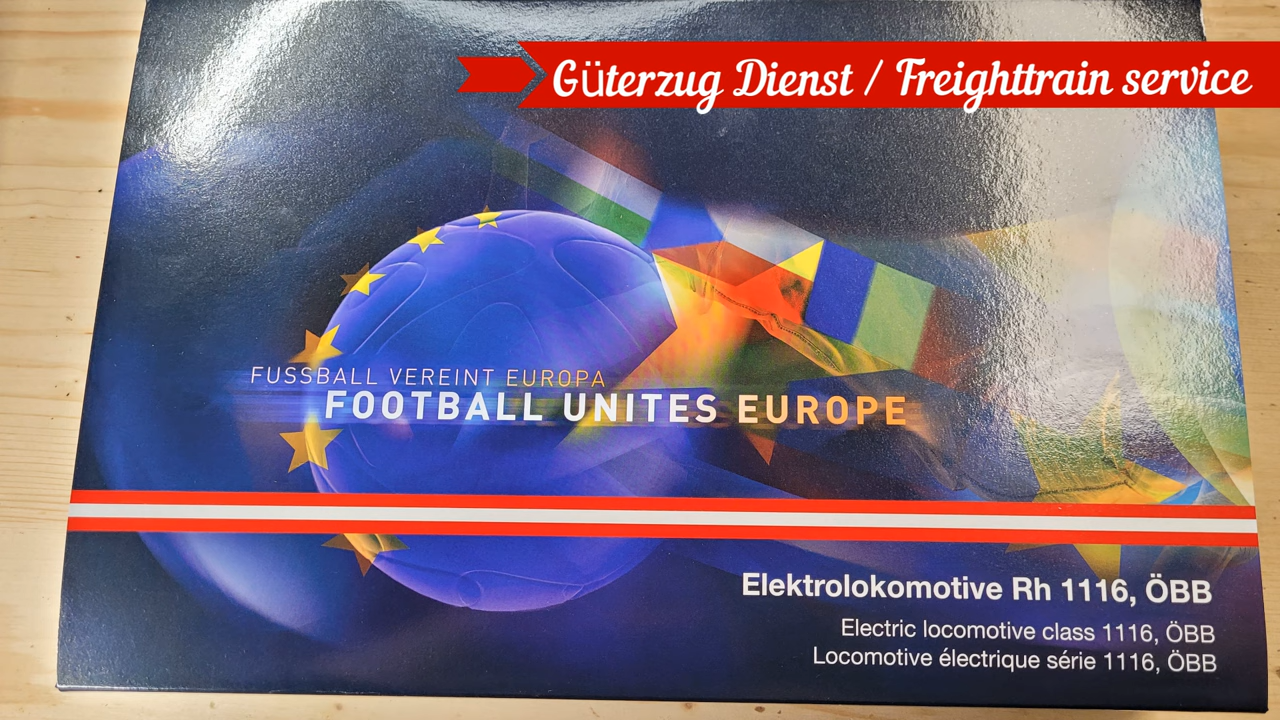 Güterzug Dienst / Freighttrain service
FUSSBALL VEREINT EUROPA
FOOTBALL UNITES EUROPE
Elektrolokomotive Rh 1116, ÖBB
Electric locomotive class 1116, ÖBB
Locomotive électrique série 1116, ÖBB